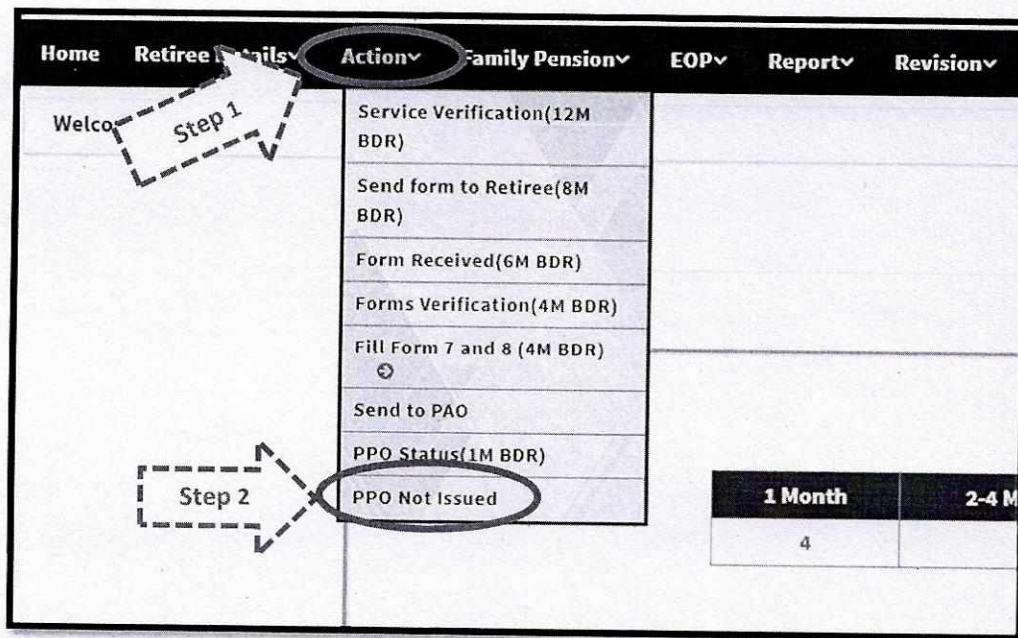 Home Retiree Details Action Family Pension EOP Report Revision
Welco
Step 1
Service Verification(12M
BDR)
Send form to Retiree(8M
BDR)
Form Received(6M BDR)
Forms Verification(4M BDR)
Fill Form 7 and 8 (4M BDR)
Send to PAO
PPO Status(1M BDR)
Step 2
PPO Not Issued
1 Month 2-4 M
4